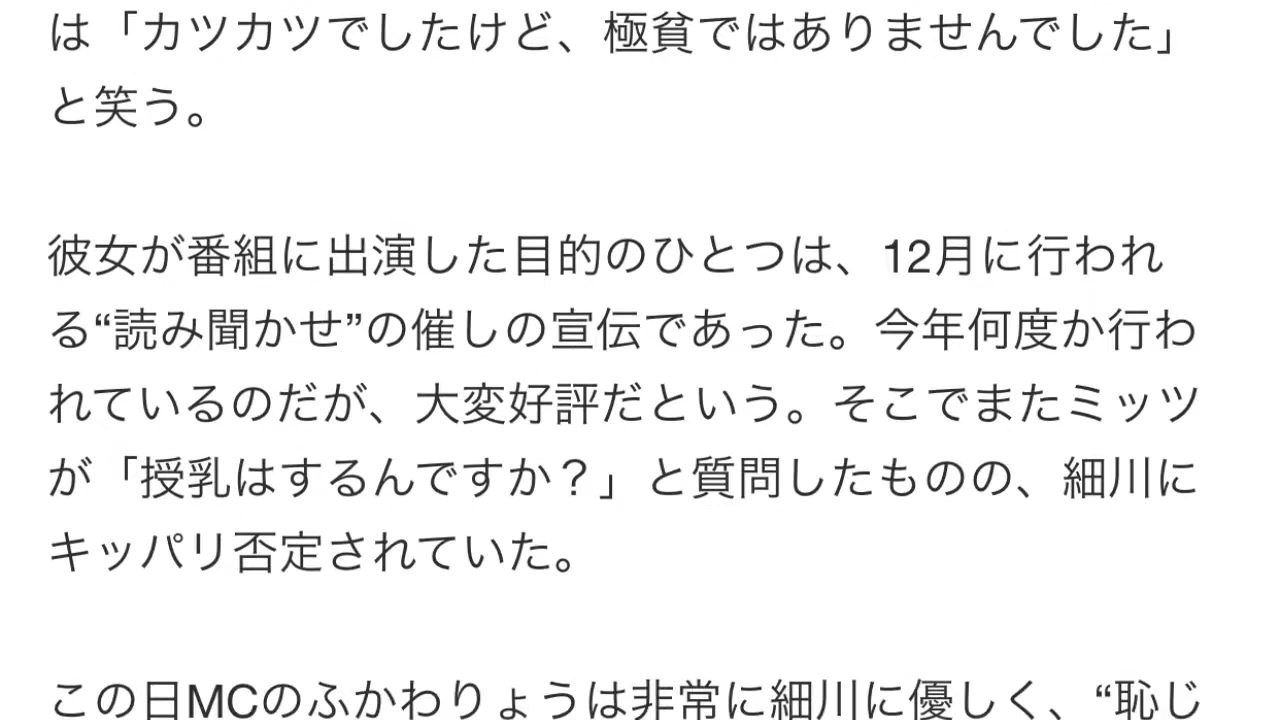 は「カツカツでしたけど、極貧ではありませんでした」
と笑う。
彼女が番組に出演した目的のひとつは、12月に行われ
る“読み聞かせ”の催しの宣伝であった。今年何度か行わ
れているのだが、大変好評だという。そこでまたミッツ
が「授乳はするんですか？」と質問したものの、細川に
キッパリ否定されていた。
この日MCのふかわりょうは非常に細川に優しく、“恥じ